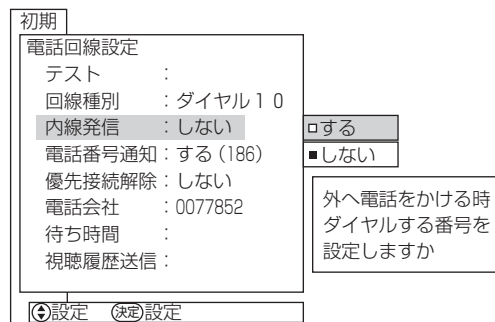 初期
電話回線設定
テスト　　　：
回線種別　　：ダイヤル１０
内線発信　　：しない
電話番号通知：する（186）
優先接続解除：しない
電話会社　　：0077852
待ち時間　　：
視聴履歴送信：
□する
■しない
外へ電話をかける時
ダイヤルする番号を
設定しますか
設定　決定設定